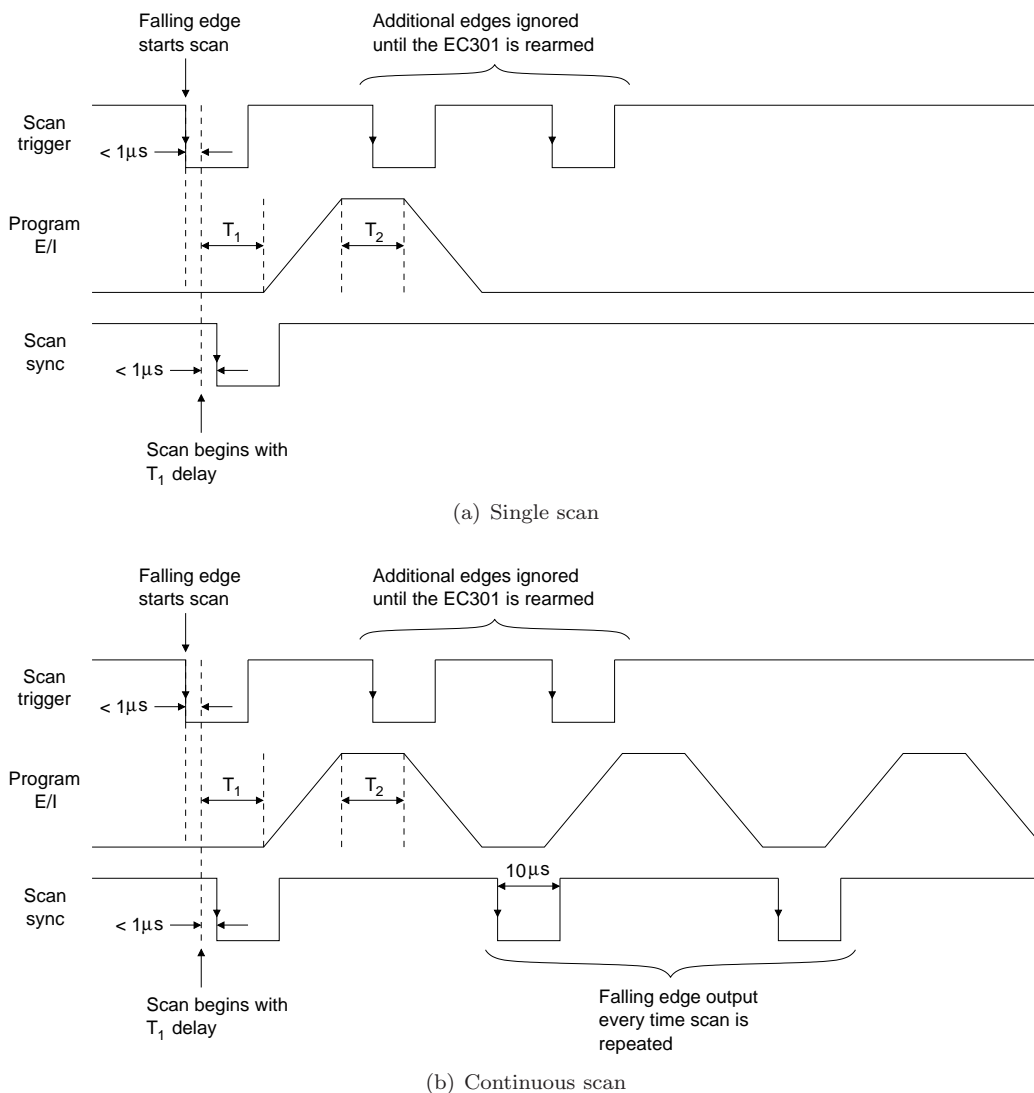 Falling edge
starts scan
Additional edges ignored
until the EC301 is rearmed
Scan
trigger
< 1µs
Program
E/I
T1
T2
Scan
sync
< 1µs
Scan begins with
T1 delay
(a) Single scan
Falling edge
starts scan
Additional edges ignored
until the EC301 is rearmed
Scan
trigger
< 1µs
Program
E/I
T1
T2
10µs
Scan
sync
< 1µs
Scan begins with
T1 delay
Falling edge output
every time scan is
repeated
(b) Continuous scan